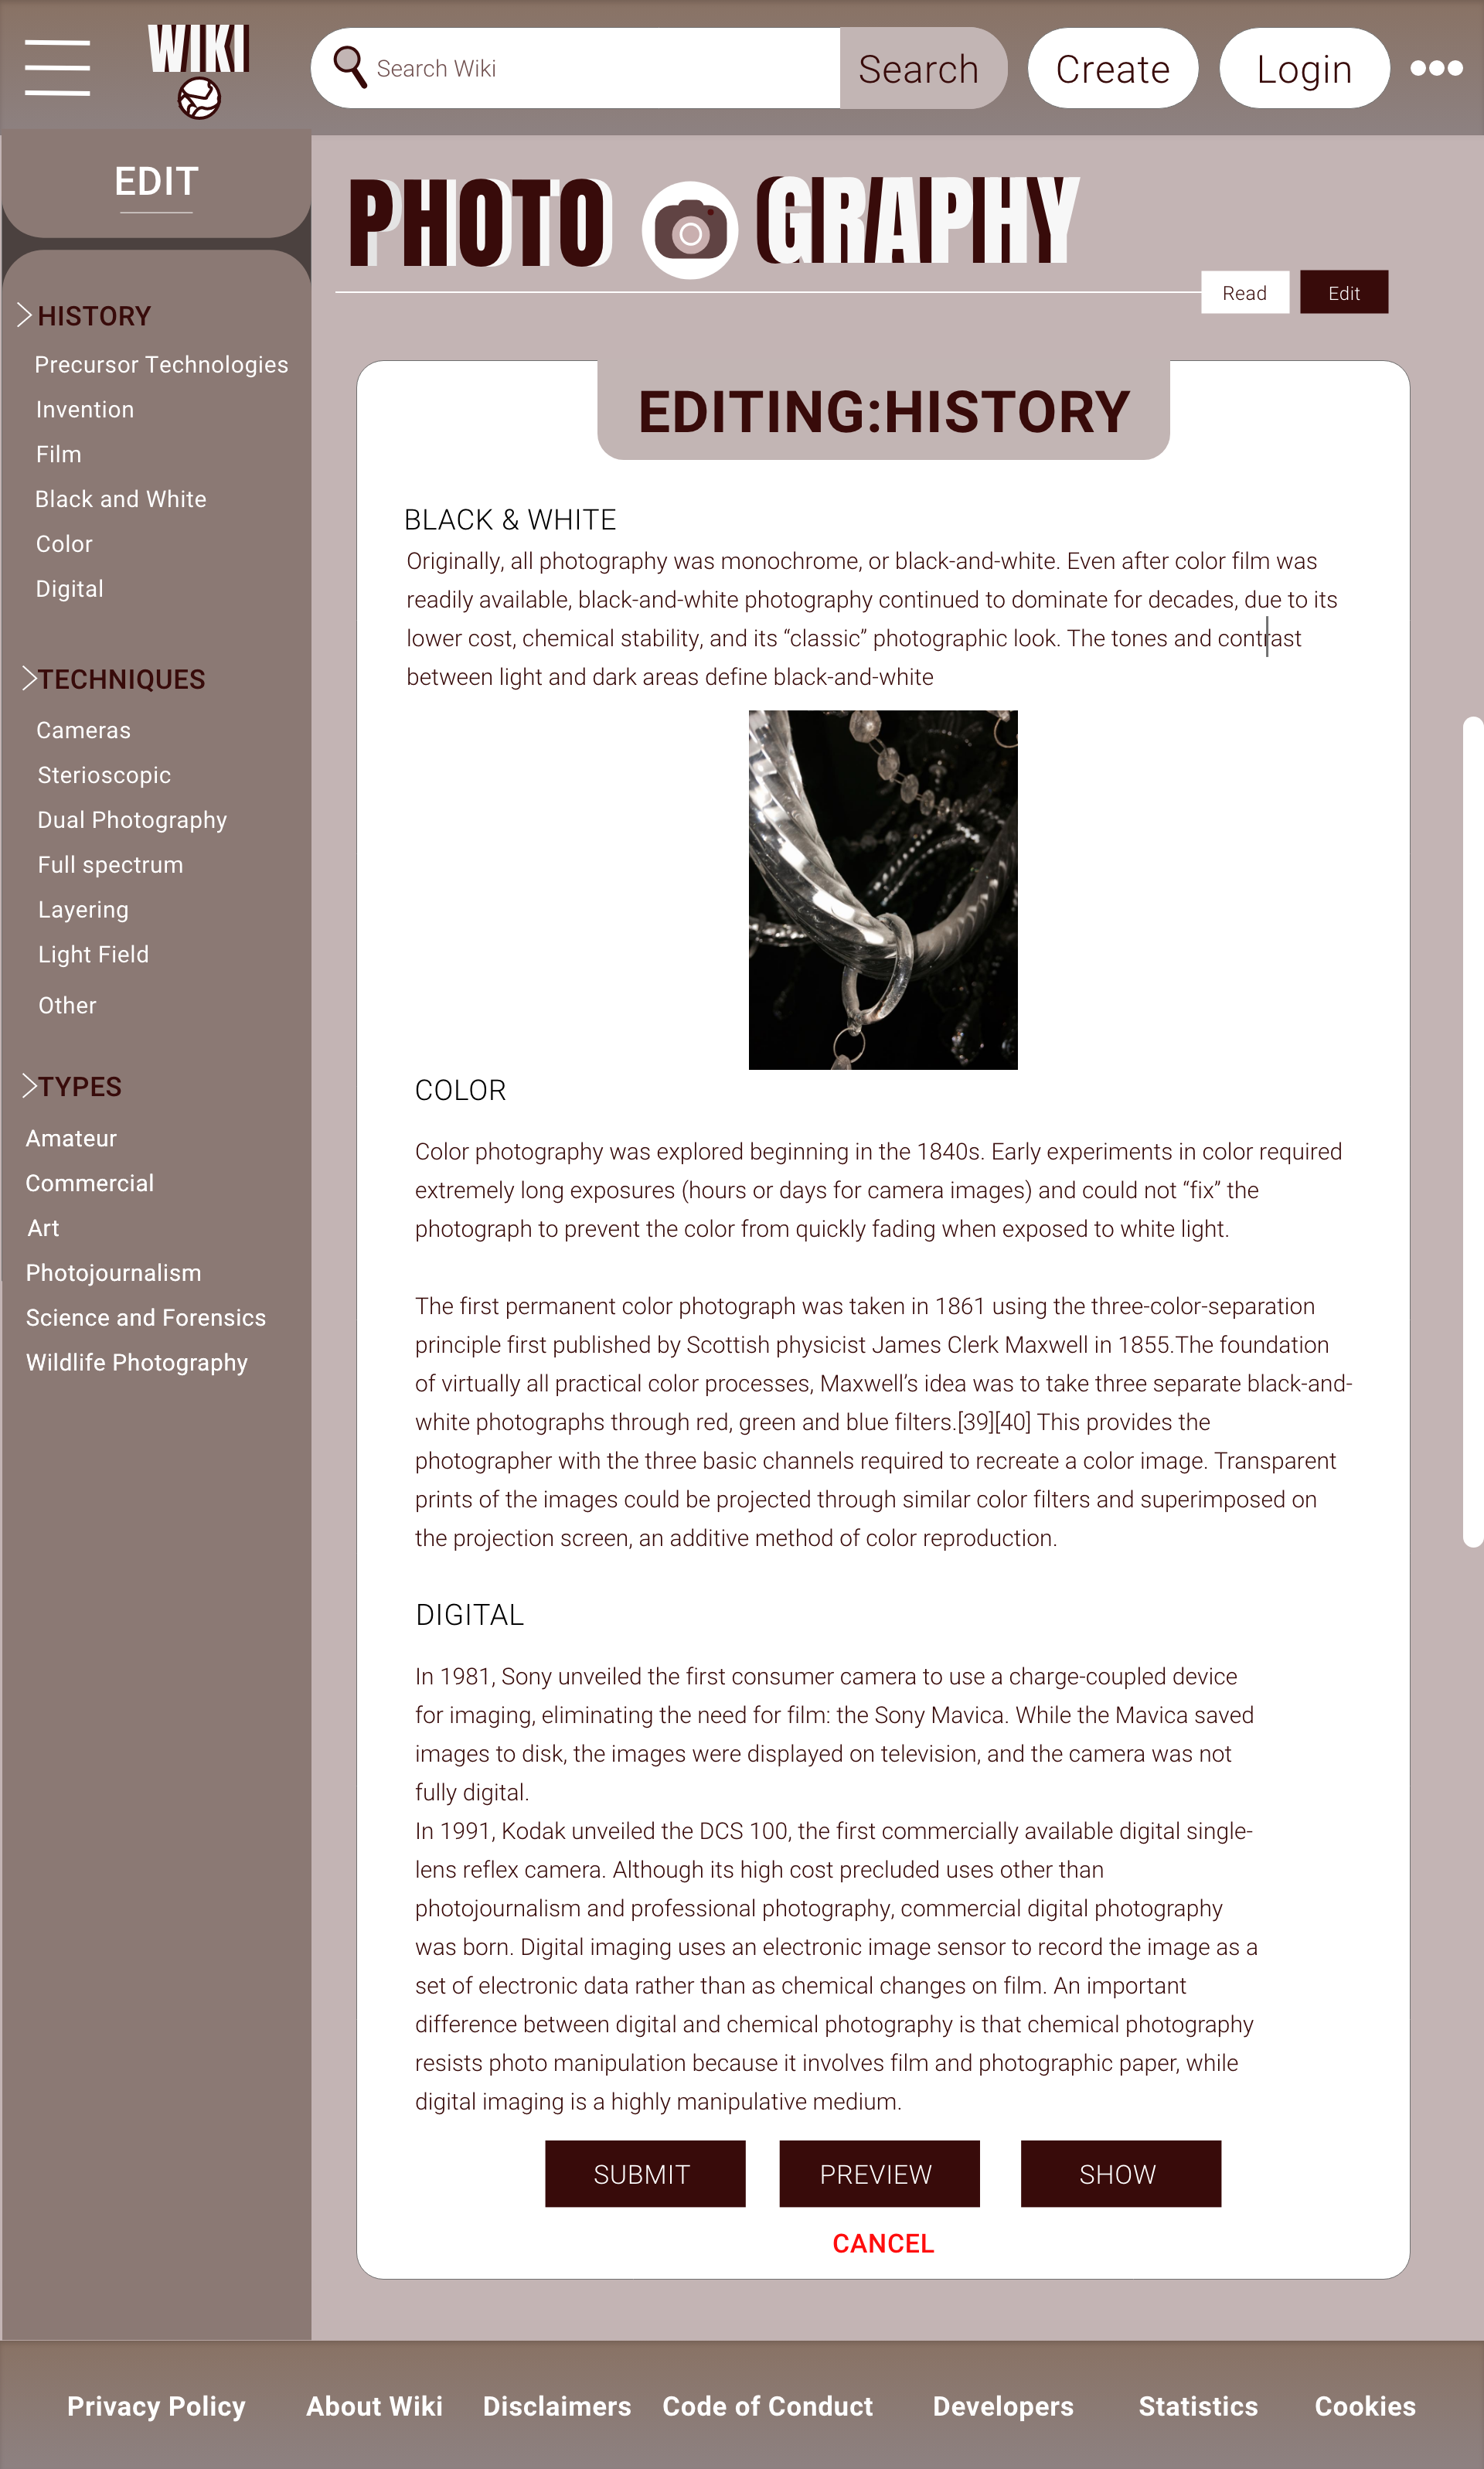 WIKI
Search Wiki
Search
Create
Login
EDIT
HISTORY
Precursor Technologies
Invention
Film
Black and White
Color
Digital
TECHNIQUES
Cameras
Sterioscopic
Dual Photography
Full spectrum
Layering
Light Field
Other
TYPES
Amateur
Commercial
Art
Photojournalism
Science and Forensics
Wildlife Photography
PHOTO GRAPHY
Read
Edit
EDITING:HISTORY
BLACK & WHITE
Originally, all photography was monochrome, or black-and-white. Even after color film was
readily available, black-and-white photography continued to dominate for decades, due to its
lower cost, chemical stability, and its “classic” photographic look. The tones and contrast
between light and dark areas define black-and-white
COLOR
Color photography was explored beginning in the 1840s. Early experiments in color required
extremely long exposures (hours or days for camera images) and could not “fix” the
photograph to prevent the color from quickly fading when exposed to white light.
The first permanent color photograph was taken in 1861 using the three-color-separation
principle first published by Scottish physicist James Clerk Maxwell in 1855.The foundation
of virtually all practical color processes, Maxwell’s idea was to take three separate black-and-
white photographs through red, green and blue filters.[39][40] This provides the
photographer with the three basic channels required to recreate a color image. Transparent
prints of the images could be projected through similar color filters and superimposed on
the projection screen, an additive method of color reproduction.
DIGITAL
In 1981, Sony unveiled the first consumer camera to use a charge-coupled device
for imaging, eliminating the need for film: the Sony Mavica. While the Mavica saved
images to disk, the images were displayed on television, and the camera was not
fully digital.
In 1991, Kodak unveiled the DCS 100, the first commercially available digital single-
lens reflex camera. Although its high cost precluded uses other than
photojournalism and professional photography, commercial digital photography
was born. Digital imaging uses an electronic image sensor to record the image as a
set of electronic data rather than as chemical changes on film. An important
difference between digital and chemical photography is that chemical photography
resists photo manipulation because it involves film and photographic paper, while
digital imaging is a highly manipulative medium.
SUBMIT
PREVIEW
SHOW
CANCEL
Privacy Policy
About Wiki
Disclaimers
Code of Conduct
Developers
Statistics
Cookies